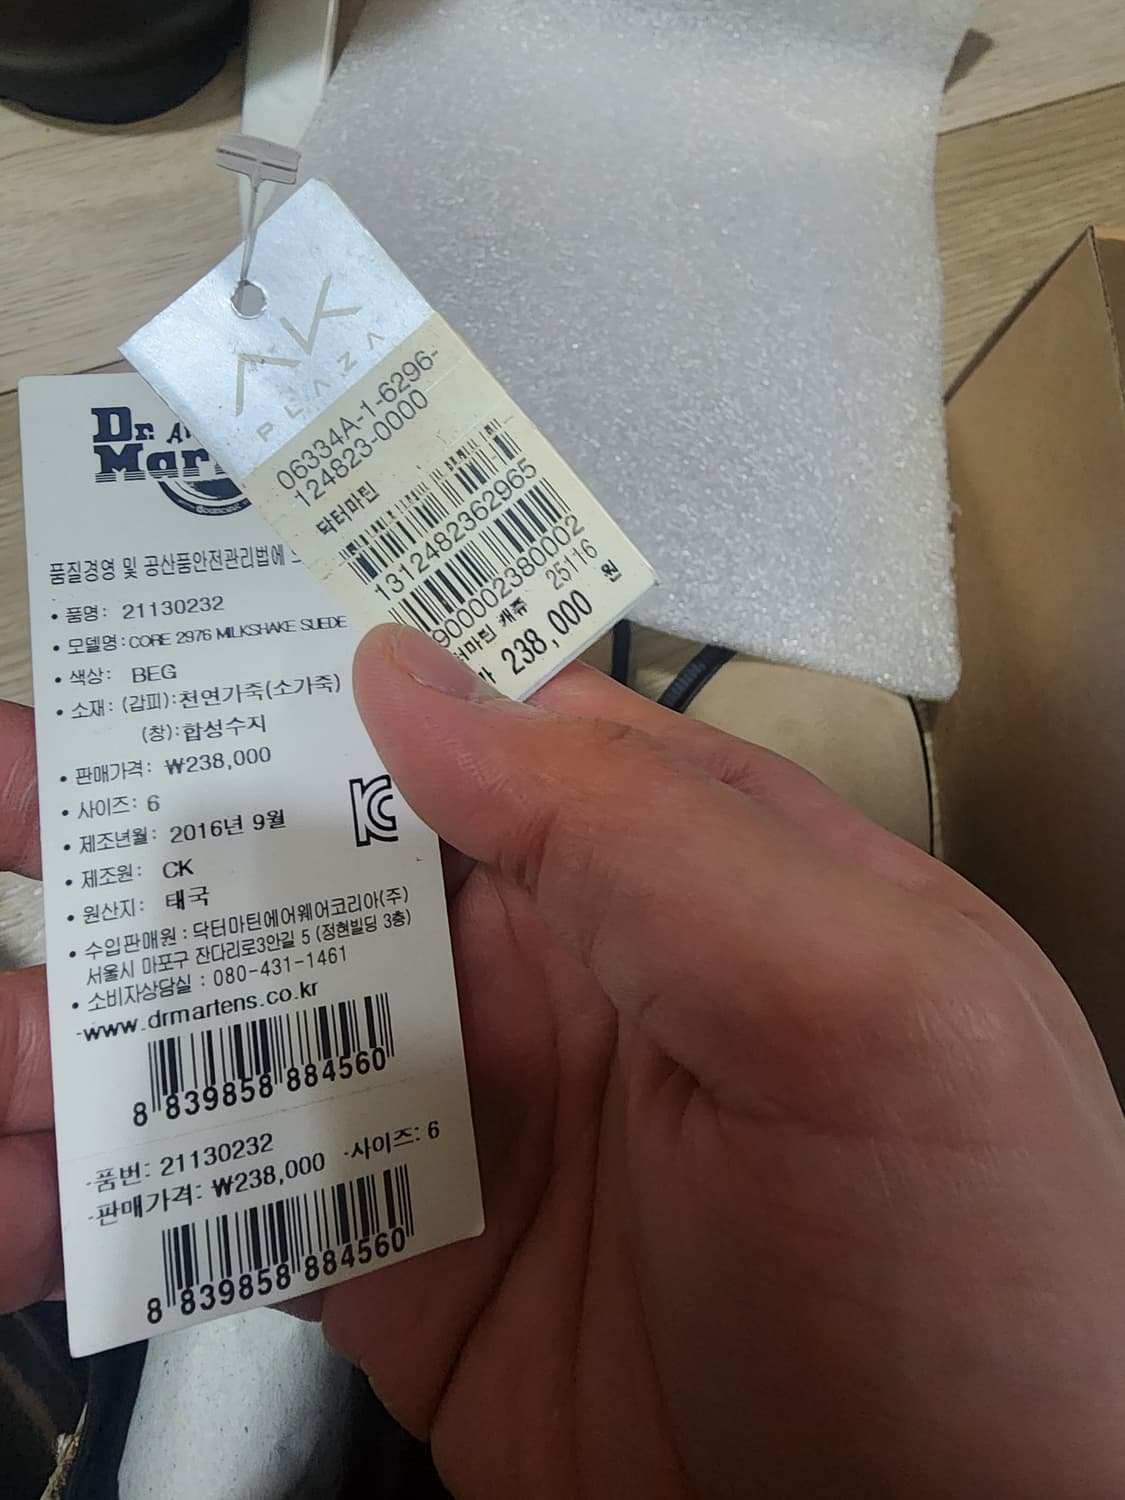 AK
PLAZA
06334A-1-6296-
124823-0000
닥터마틴
1312482362965
900002380002
터마틴 캐쥬 25116
238,000 원
Dr.
Mar
품질경영 및 공산품안전관리법에
• 품명: 21130232
• 모델명: CORE 2976 MILKSHAKE SUEDE
• 색상: BEG
• 소재: (갑피):천연가죽(소가죽)
(창):합성수지
• 판매가격: ₩238,000
• 사이즈: 6
• 제조년월: 2016년 9월
• 제조원: CK
• 원산지: 태국
• 수입판매원 : 닥터마틴에어웨어코리아(주)
서울시 마포구 잔다리로3안길 5 (정현빌딩 3층)
• 소비자상담실 : 080-431-1461
-www.drmartens.co.kr
8 839858 884560
-품번: 21130232 -사이즈: 6
-판매가격: ₩238,000
8 839858 884560